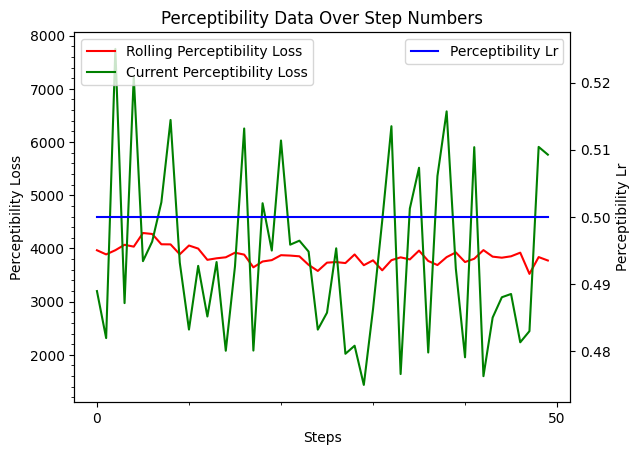 Perceptibility Data Over Step Numbers
Rolling Perceptibility Loss
Current Perceptibility Loss
Perceptibility Lr
8000
7000
6000
5000
4000
3000
2000
Perceptibility Loss
0.52
0.51
0.50
0.49
0.48
Perceptibility Lr
0
50
Steps